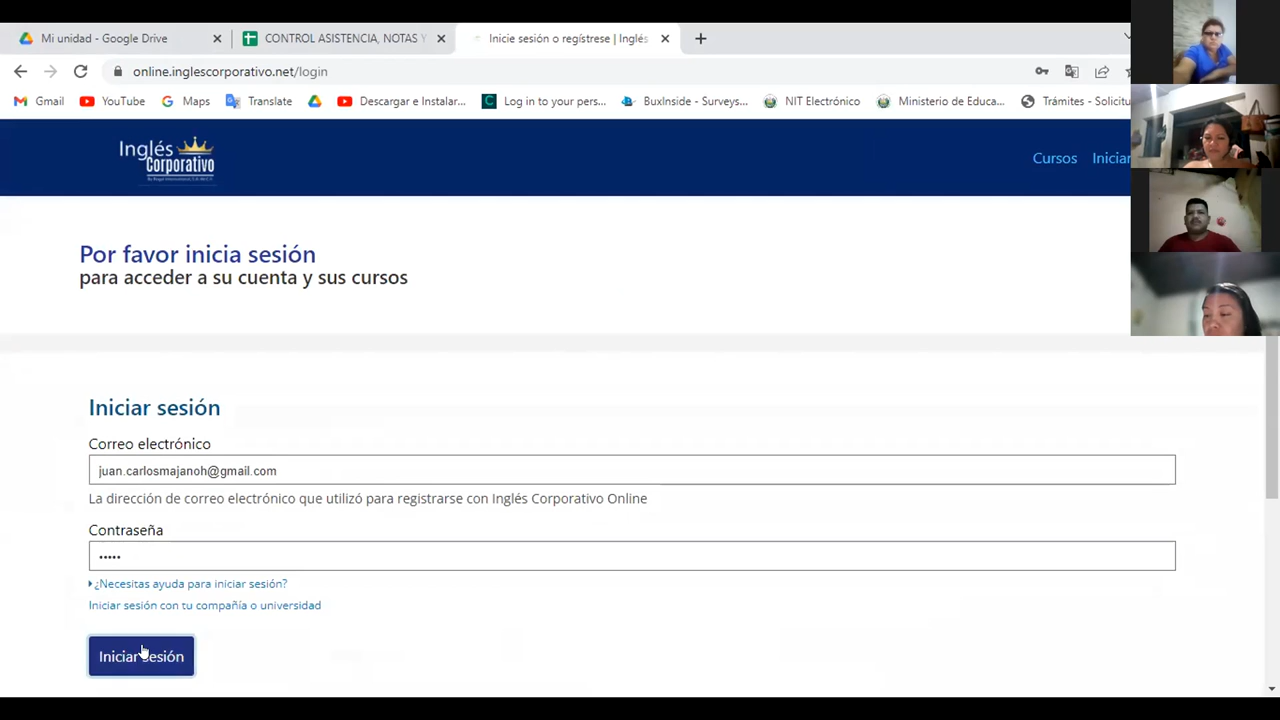 Mi unidad - Google Drive
CONTROL ASISTENCIA, NOTAS Y
Inicie sesión o regístrese | Inglés
online.inglescorporativo.net/login
Gmail
YouTube
Maps
Translate
Descargar e Instalar...
Log in to your pers...
BuxInside - Surveys...
NIT Electrónico
Ministerio de Educa...
Trámites - Solicitu
Inglés
Corporativo
Cursos
Iniciar
Por favor inicia sesión
para acceder a su cuenta y sus cursos
Iniciar sesión
Correo electrónico
juan.carlosmajanoh@gmail.com
La dirección de correo electrónico que utilizó para registrarse con Inglés Corporativo Online
Contraseña
•••••
¿Necesitas ayuda para iniciar sesión?
Iniciar sesión con tu compañía o universidad
Iniciar sesión